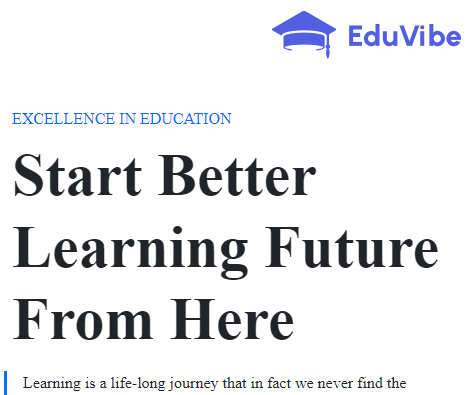 EduVibe
EXCELLENCE IN EDUCATION
Start Better
Learning Future
From Here
Learning is a life-long journey that in fact we never find the